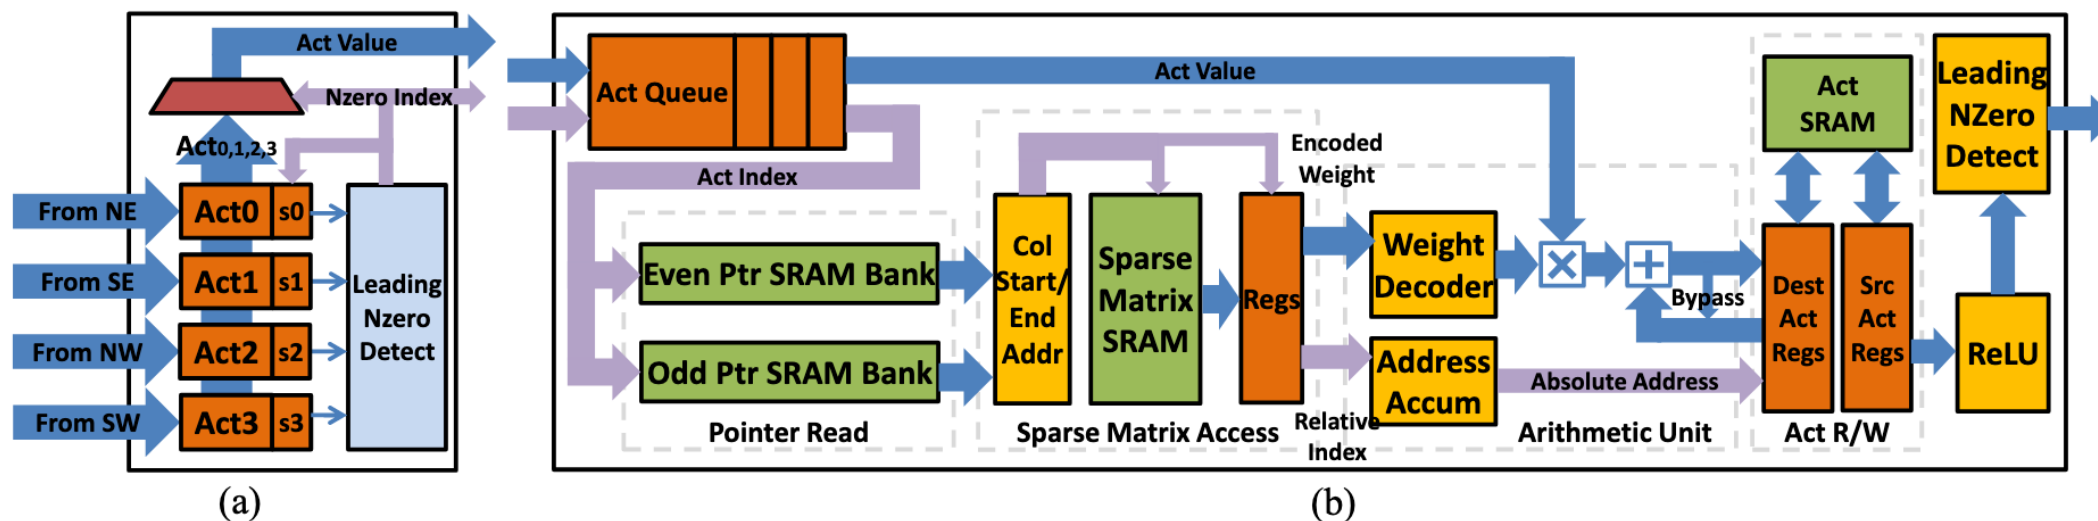 Act Value
Nzero Index
Act0,1,2,3
From NE
Act0
s0
From SE
Act1
s1
From NW
Act2
s2
From SW
Act3
s3
Leading
Nzero
Detect
(a)
Act Queue
Act Value
Act Index
Even Ptr SRAM Bank
Odd Ptr SRAM Bank
Pointer Read
Col
Start/
End
Addr
Sparse
Matrix
SRAM
Regs
Sparse Matrix Access
Encoded
Weight
Relative
Index
Weight
Decoder
Address
Accum
×
+
Bypass
Absolute Address
Arithmetic Unit
Act
SRAM
Dest
Act
Regs
Src
Act
Regs
Act R/W
Leading
NZero
Detect
ReLU
(b)